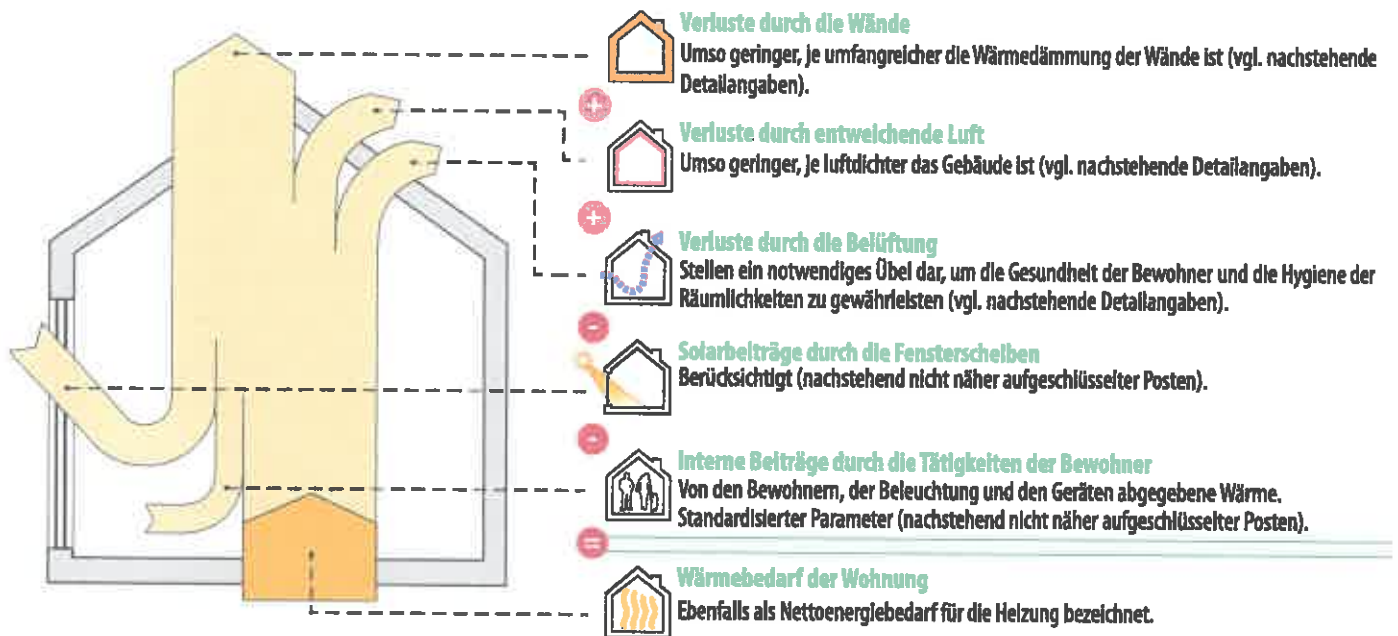 Verluste durch die Wände
Umso geringer, je umfangreicher die Wärmedämmung der Wände ist (vgl. nachstehende
Detailangaben).
+
Verluste durch entweichende Luft
Umso geringer, je luftdichter das Gebäude ist (vgl. nachstehende Detailangaben).
+
Verluste durch die Belüftung
Stellen ein notwendiges Übel dar, um die Gesundheit der Bewohner und die Hygiene der
Räumlichkeiten zu gewährleisten (vgl. nachstehende Detailangaben).
-
Solarbeiträge durch die Fensterscheiben
Berücksichtigt (nachstehend nicht näher aufgeschlüsselter Posten).
-
Interne Beiträge durch die Tätigkeiten der Bewohner
Von den Bewohnern, der Beleuchtung und den Geräten abgegebene Wärme.
Standardisierter Parameter (nachstehend nicht näher aufgeschlüsselter Posten).
=
Wärmebedarf der Wohnung
Ebenfalls als Nettoenergiebedarf für die Heizung bezeichnet.